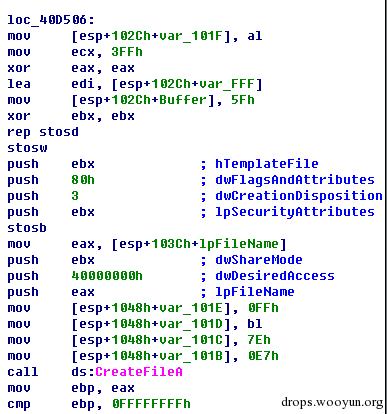 loc_40D506:
mov [esp+102Ch+var_101F], al
mov ecx, 3FFh
xor eax, eax
lea edi, [esp+102Ch+var_FFF]
mov [esp+102Ch+Buffer], 5Fh
xor ebx, ebx
rep stosd
stosw
push ebx ; hTemplateFile
push 80h ; dwFlagsAndAttributes
push 3 ; dwCreationDisposition
push ebx ; lpSecurityAttributes
stosb
mov eax, [esp+103Ch+lpFileName]
push ebx ; dwShareMode
push 40000000h ; dwDesiredAccess
push eax ; lpFileName
mov [esp+1048h+var_101E], 0FFh
mov [esp+1048h+var_101D], bl
mov [esp+1048h+var_101C], 7Eh
mov [esp+1048h+var_101B], 0E7h
call ds:CreateFileA
mov ebp, eax
cmp ebp, 0FFFFFFFFh
drops.wooyun.org